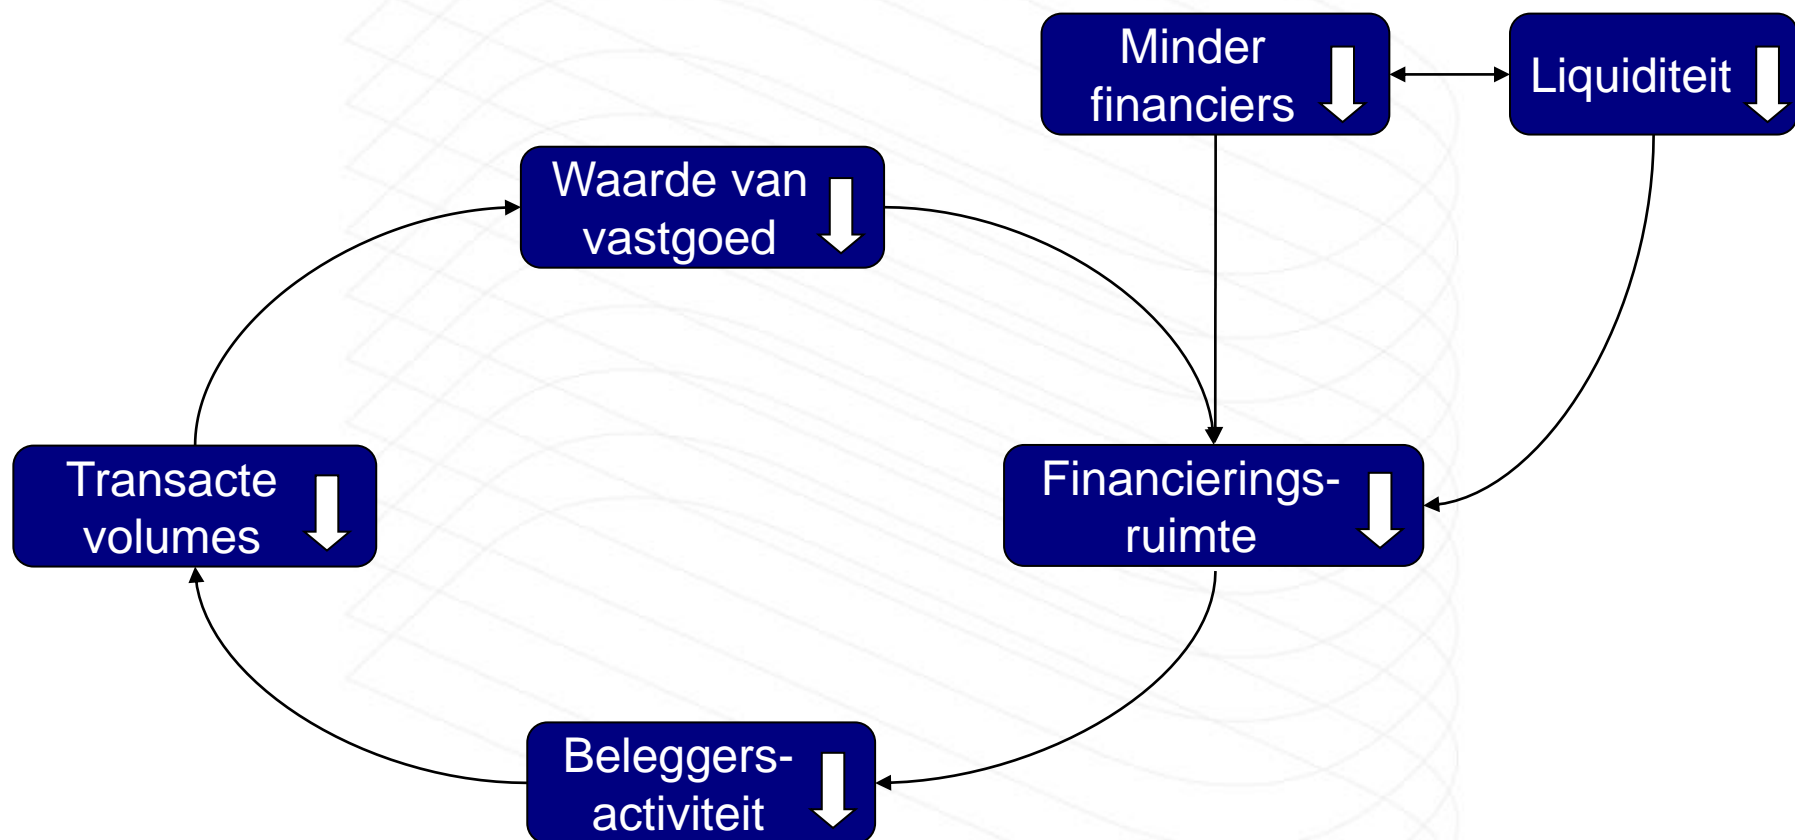 Minder
financiers
Liquiditeit
Waarde van
vastgoed
Transacte
volumes
Financierings-
ruimte
Beleggers-
activiteit